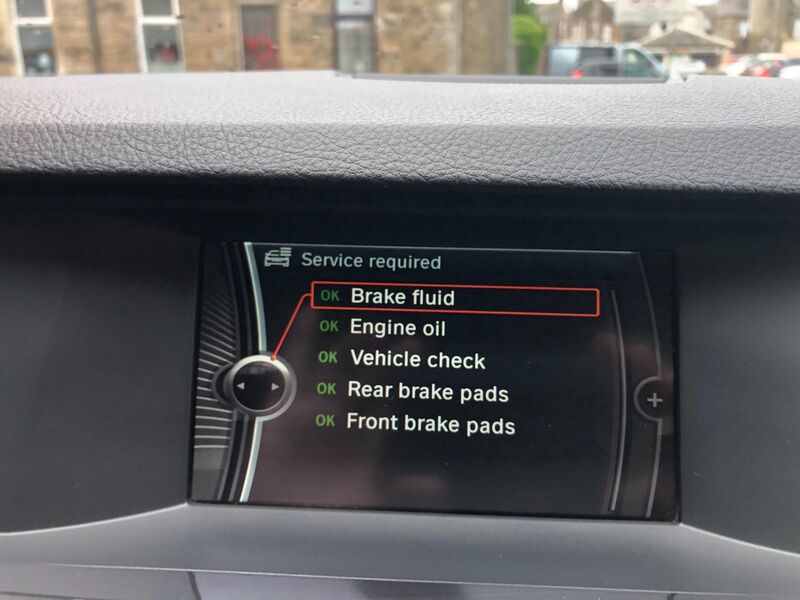 Service required
OK Brake fluid
OK Engine oil
OK Vehicle check
OK Rear brake pads
OK Front brake pads